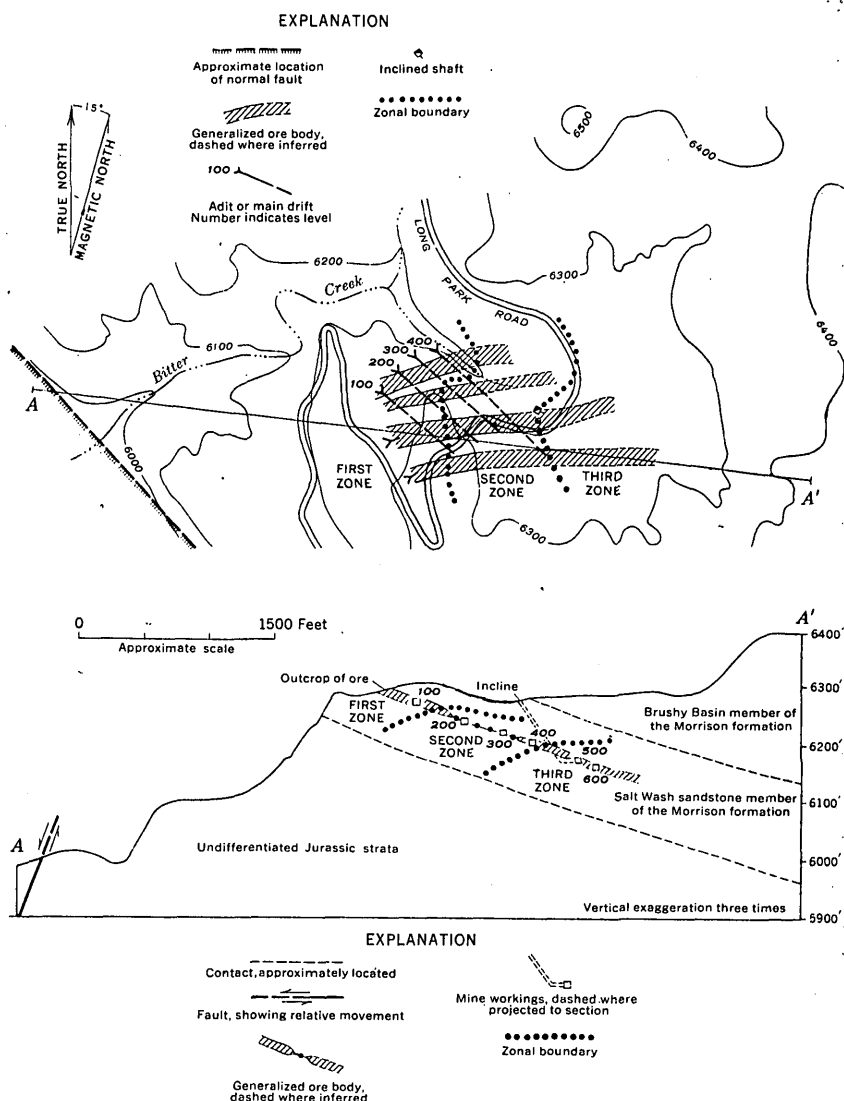 EXPLANATION
Approximate location
of normal fault
Inclined shaft
Zonal boundary
Generalized ore body,
dashed where inferred
100
Adit or main drift
Number indicates level
15°
TRUE NORTH
MAGNETIC NORTH
6500
6400
6200
Creek
LONG
PARK
ROAD
6300
6400
6100
Bitter
400
300
200
100
A
6000
FIRST
ZONE
SECOND
ZONE
THIRD
ZONE
A'
6300
0 1500 Feet
Approximate scale
A'
6400'
Outcrop of ore
Incline
6300'
100
FIRST
ZONE
Brushy Basin member of
the Morrison formation
200
400
SECOND
ZONE
300
500
6200'
THIRD
ZONE
600
Salt Wash sandstone member
of the Morrison formation
6100'
A
Undifferentiated Jurassic strata
6000'
Vertical exaggeration three times
5900'
EXPLANATION
Contact, approximately located
Mine workings, dashed where
projected to section
Fault, showing relative movement
Zonal boundary
Generalized ore body,
dashed where inferred